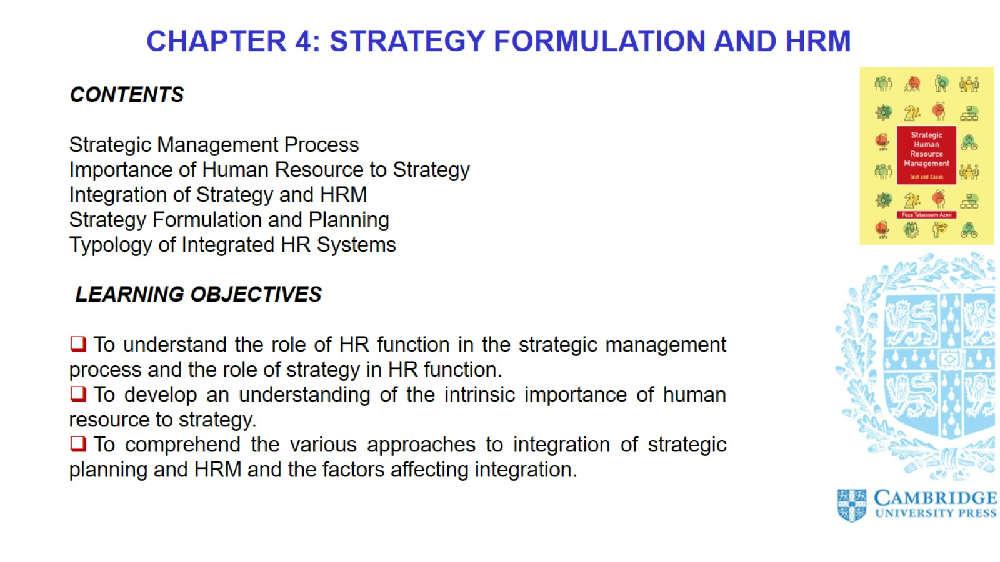 CHAPTER 4: STRATEGY FORMULATION AND HRM
CONTENTS
Strategic Management Process
Importance of Human Resource to Strategy
Integration of Strategy and HRM
Strategy Formulation and Planning
Typology of Integrated HR Systems
LEARNING OBJECTIVES
❑ To understand the role of HR function in the strategic management
process and the role of strategy in HR function.
❑ To develop an understanding of the intrinsic importance of human
resource to strategy.
❑ To comprehend the various approaches to integration of strategic
planning and HRM and the factors affecting integration.
Strategic
Human
Resource
Management
Text and Cases
Feza Tabassum Azmi
CAMBRIDGE
UNIVERSITY PRESS